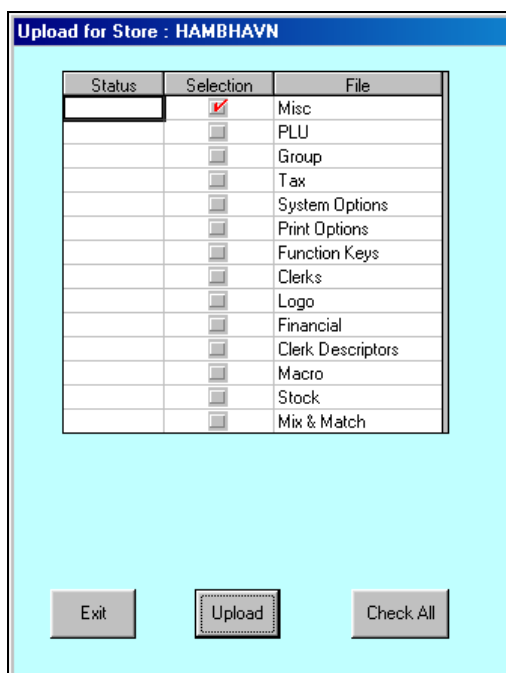 Upload for Store : HAMBHAVN
Status Selection File
Misc
PLU
Group
Tax
System Options
Print Options
Function Keys
Clerks
Logo
Financial
Clerk Descriptors
Macro
Stock
Mix & Match
Exit Upload Check All